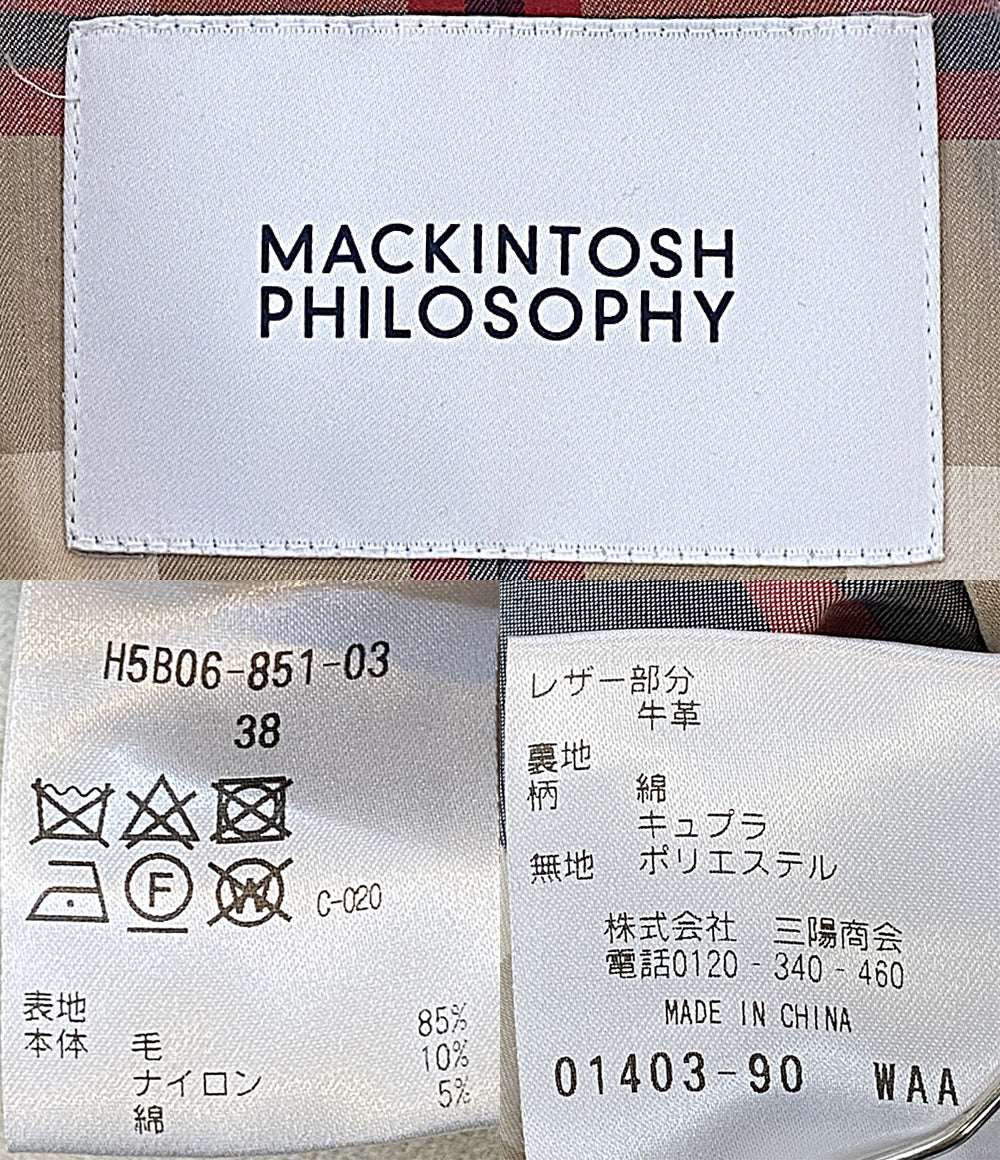 MACKINTOSH
PHILOSOPHY
H5B06-851-03
38
F
W
C-020
表地
本体 毛 85%
ナイロン 10%
綿 5%
レザー部分
牛革
裏地
柄 綿
キュプラ
無地 ポリエステル
株式会社 三陽商会
電話0120-340-460
MADE IN CHINA
01403-90 WAA